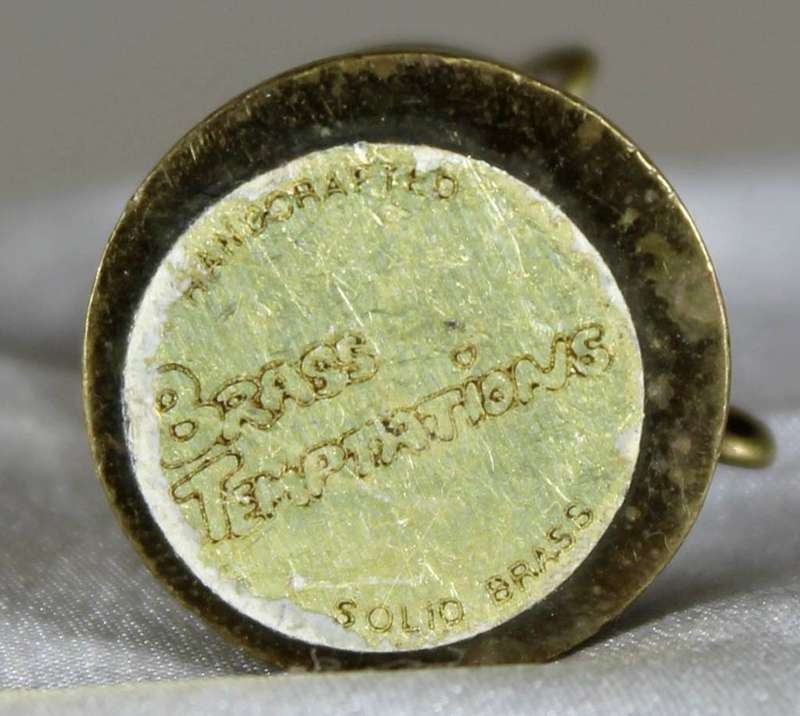 HANDCRAFTED
BRASS
TEMPTATIONS
SOLID BRASS